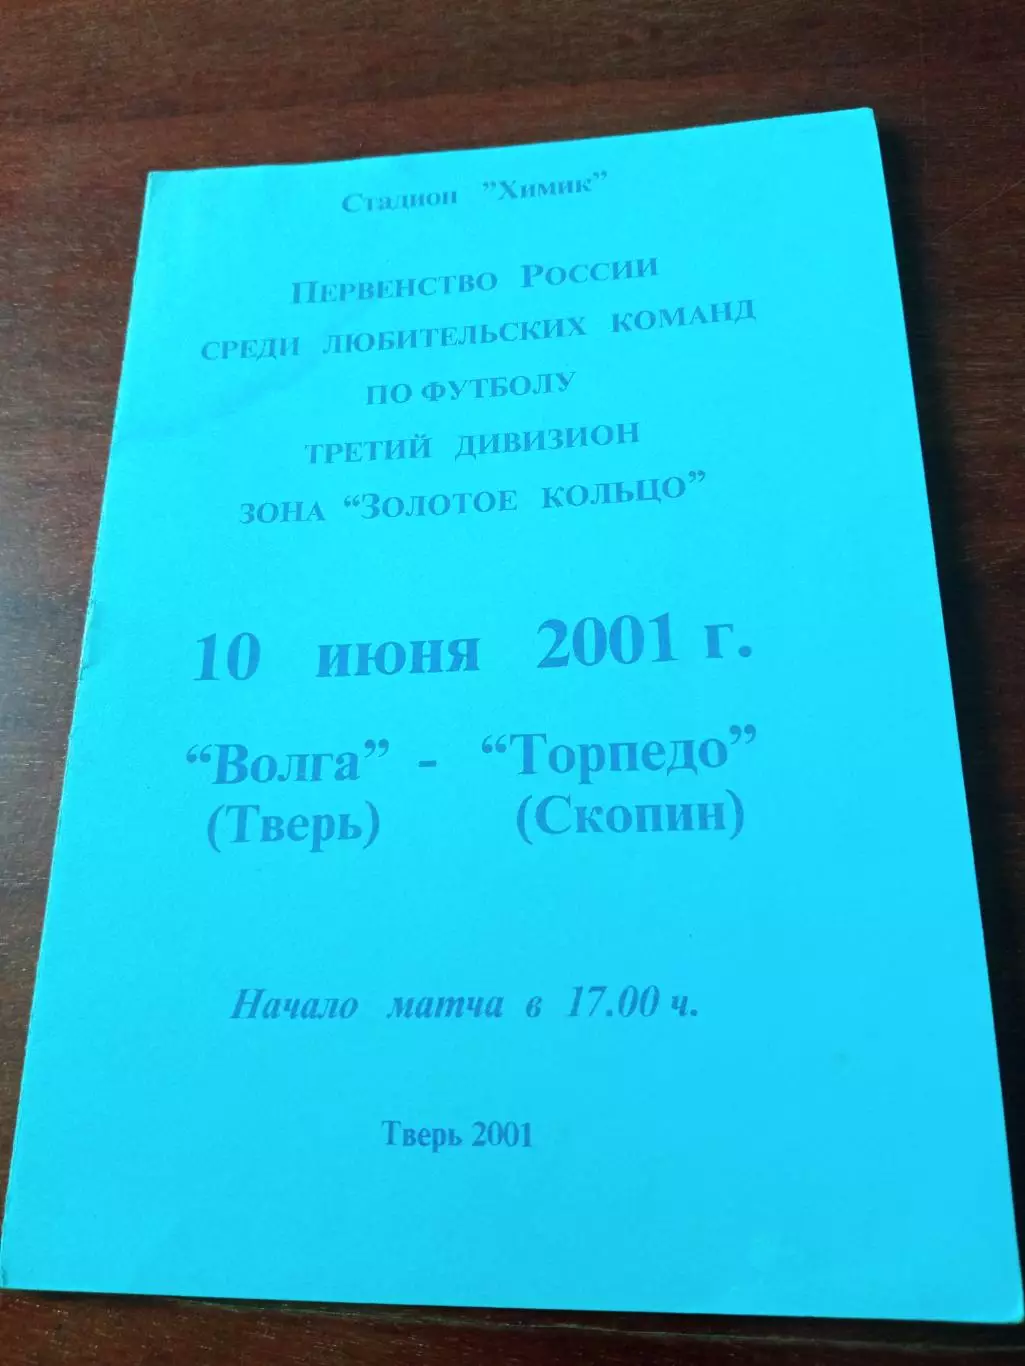 Стадион "Химик"
Первенство России
среди любительских команд
по футболу
третий дивизион
зона “Золотое кольцо”
10 июня 2001 г.
“Волга” - “Торпедо”
(Тверь) (Скопин)
Начало матча в 17.00 ч.
Тверь 2001